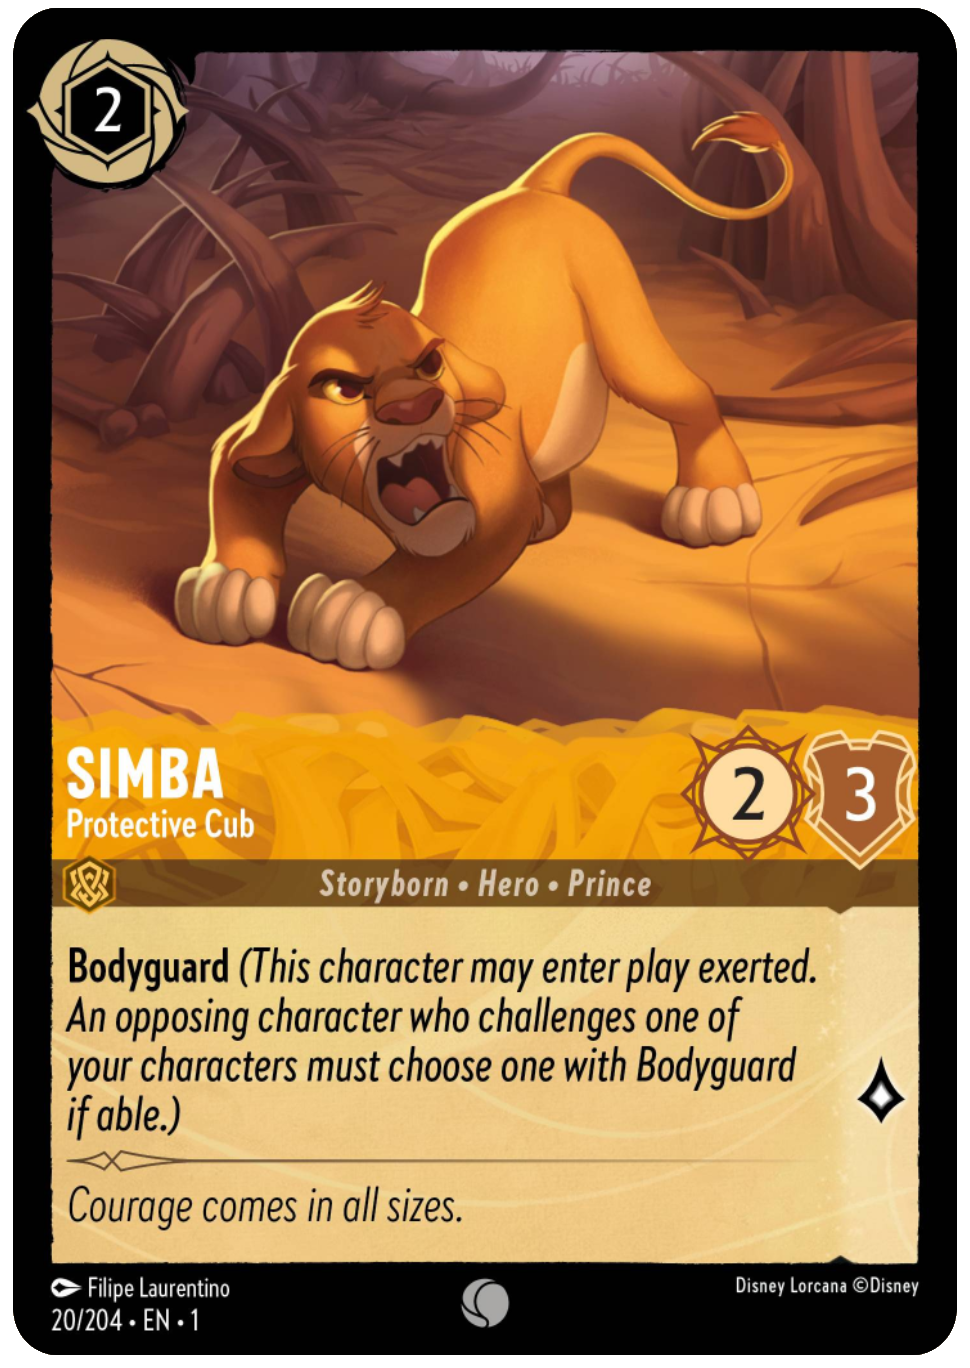 2
SIMBA
Protective Cub
2
3
Storyborn • Hero • Prince
Bodyguard (This character may enter play exerted.
An opposing character who challenges one of
your characters must choose one with Bodyguard
if able.)
Courage comes in all sizes.
Filipe Laurentino
Disney Lorcana ©Disney
20/204 • EN • 1